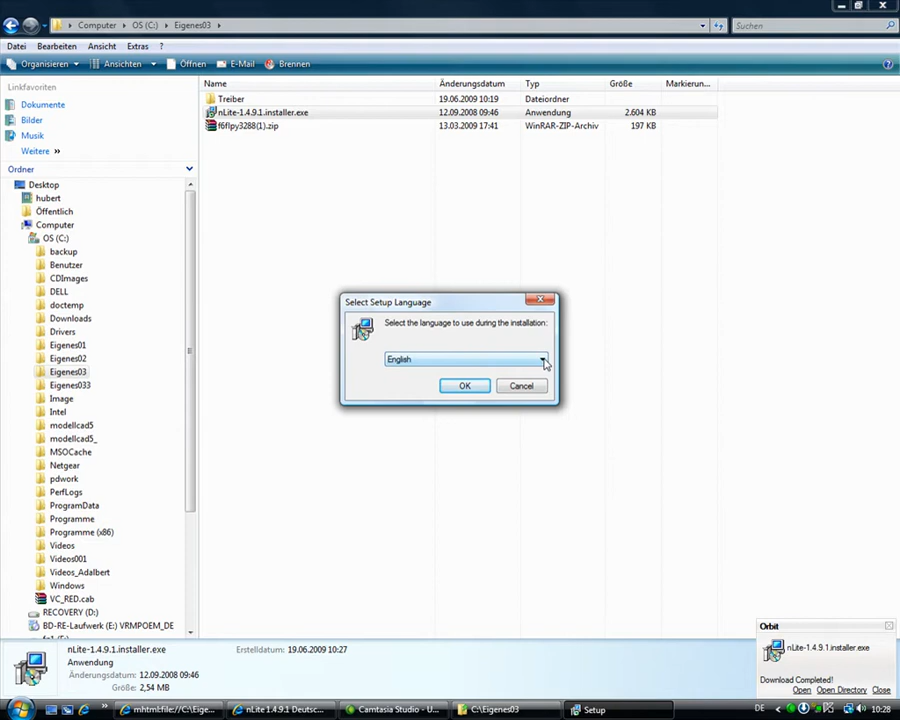 Computer ▸ OS (C:) ▸ Eigenes03 ▸
Suchen
Datei Bearbeiten Ansicht Extras ?
Organisieren Ansichten Öffnen E-Mail Brennen
Linkfavoriten
Dokumente
Bilder
Musik
Weitere »
Ordner
Desktop
hubert
Öffentlich
Computer
OS (C:)
backup
Benutzer
CDImages
DELL
doctemp
Downloads
Drivers
Eigenes01
Eigenes02
Eigenes03
Eigenes033
Image
Intel
modellcad5
modellcad5_
MSOCache
Netgear
pdwork
PerfLogs
ProgramData
Programme
Programme (x86)
Videos
Videos001
Videos_Adalbert
Windows
VC_RED.cab
RECOVERY (D:)
BD-RE-Laufwerk (E:) VRMPOEM_DE
Name Änderungsdatum Typ Größe Markierun...
Treiber 19.06.2009 10:19 Dateiordner
nLite-1.4.9.1.installer.exe 12.09.2008 09:46 Anwendung 2.604 KB
f6flpy3288(1).zip 13.03.2009 17:41 WinRAR-ZIP-Archiv 197 KB
Select Setup Language
Select the language to use during the installation:
English
OK Cancel
nLite-1.4.9.1.installer.exe Erstelldatum: 19.06.2009 10:27
Anwendung
Änderungsdatum: 12.09.2008 09:46
Größe: 2,54 MB
Orbit
nLite-1.4.9.1.installer.exe
Download Completed!
Open Open Directory Close
» mhtml:file://C:\Eige... nLite 1.4.9.1 Deutsc... Camtasia Studio - U... C:\Eigenes03 Setup DE 10:28